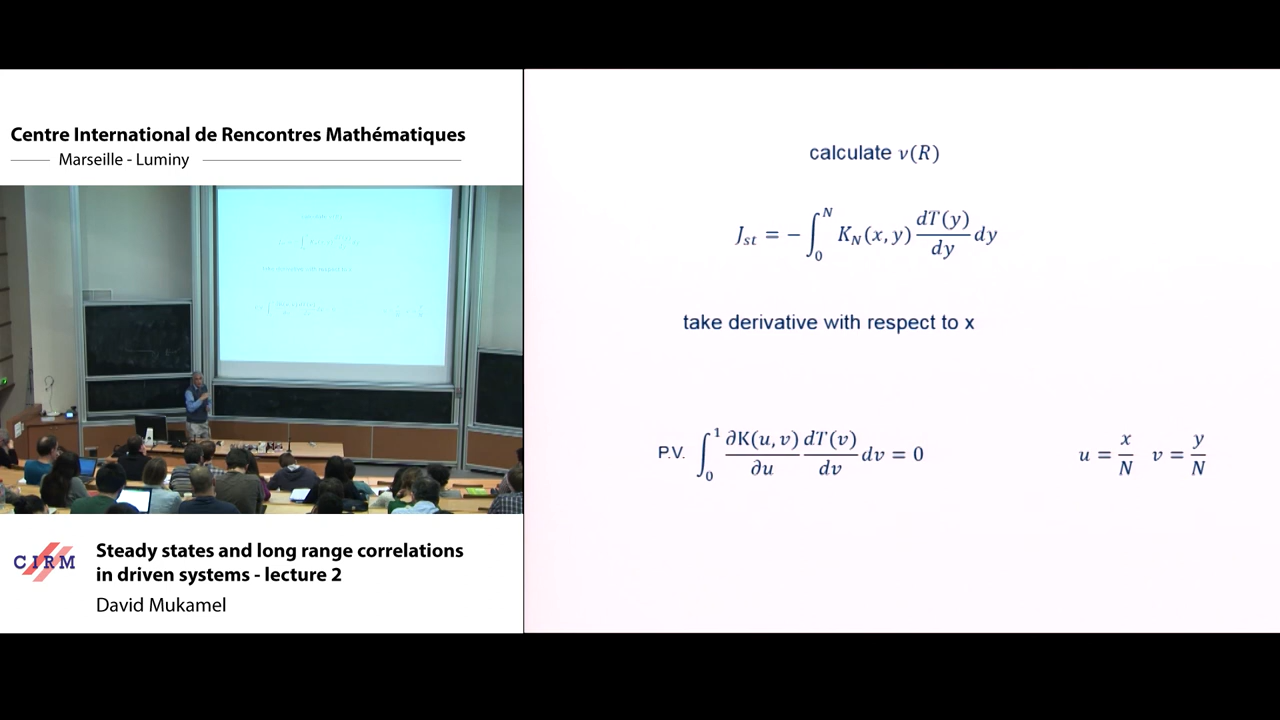 Centre International de Rencontres Mathématiques
Marseille - Luminy
CIRM
Steady states and long range correlations
in driven systems - lecture 2
David Mukamel
calculate ν(R)
J_st = − ∫_0^N K_N(x, y) dT(y)/dy dy
take derivative with respect to x
P.V. ∫_0^1 ∂K(u, v)/∂u dT(v)/dv dv = 0
u = x/N v = y/N